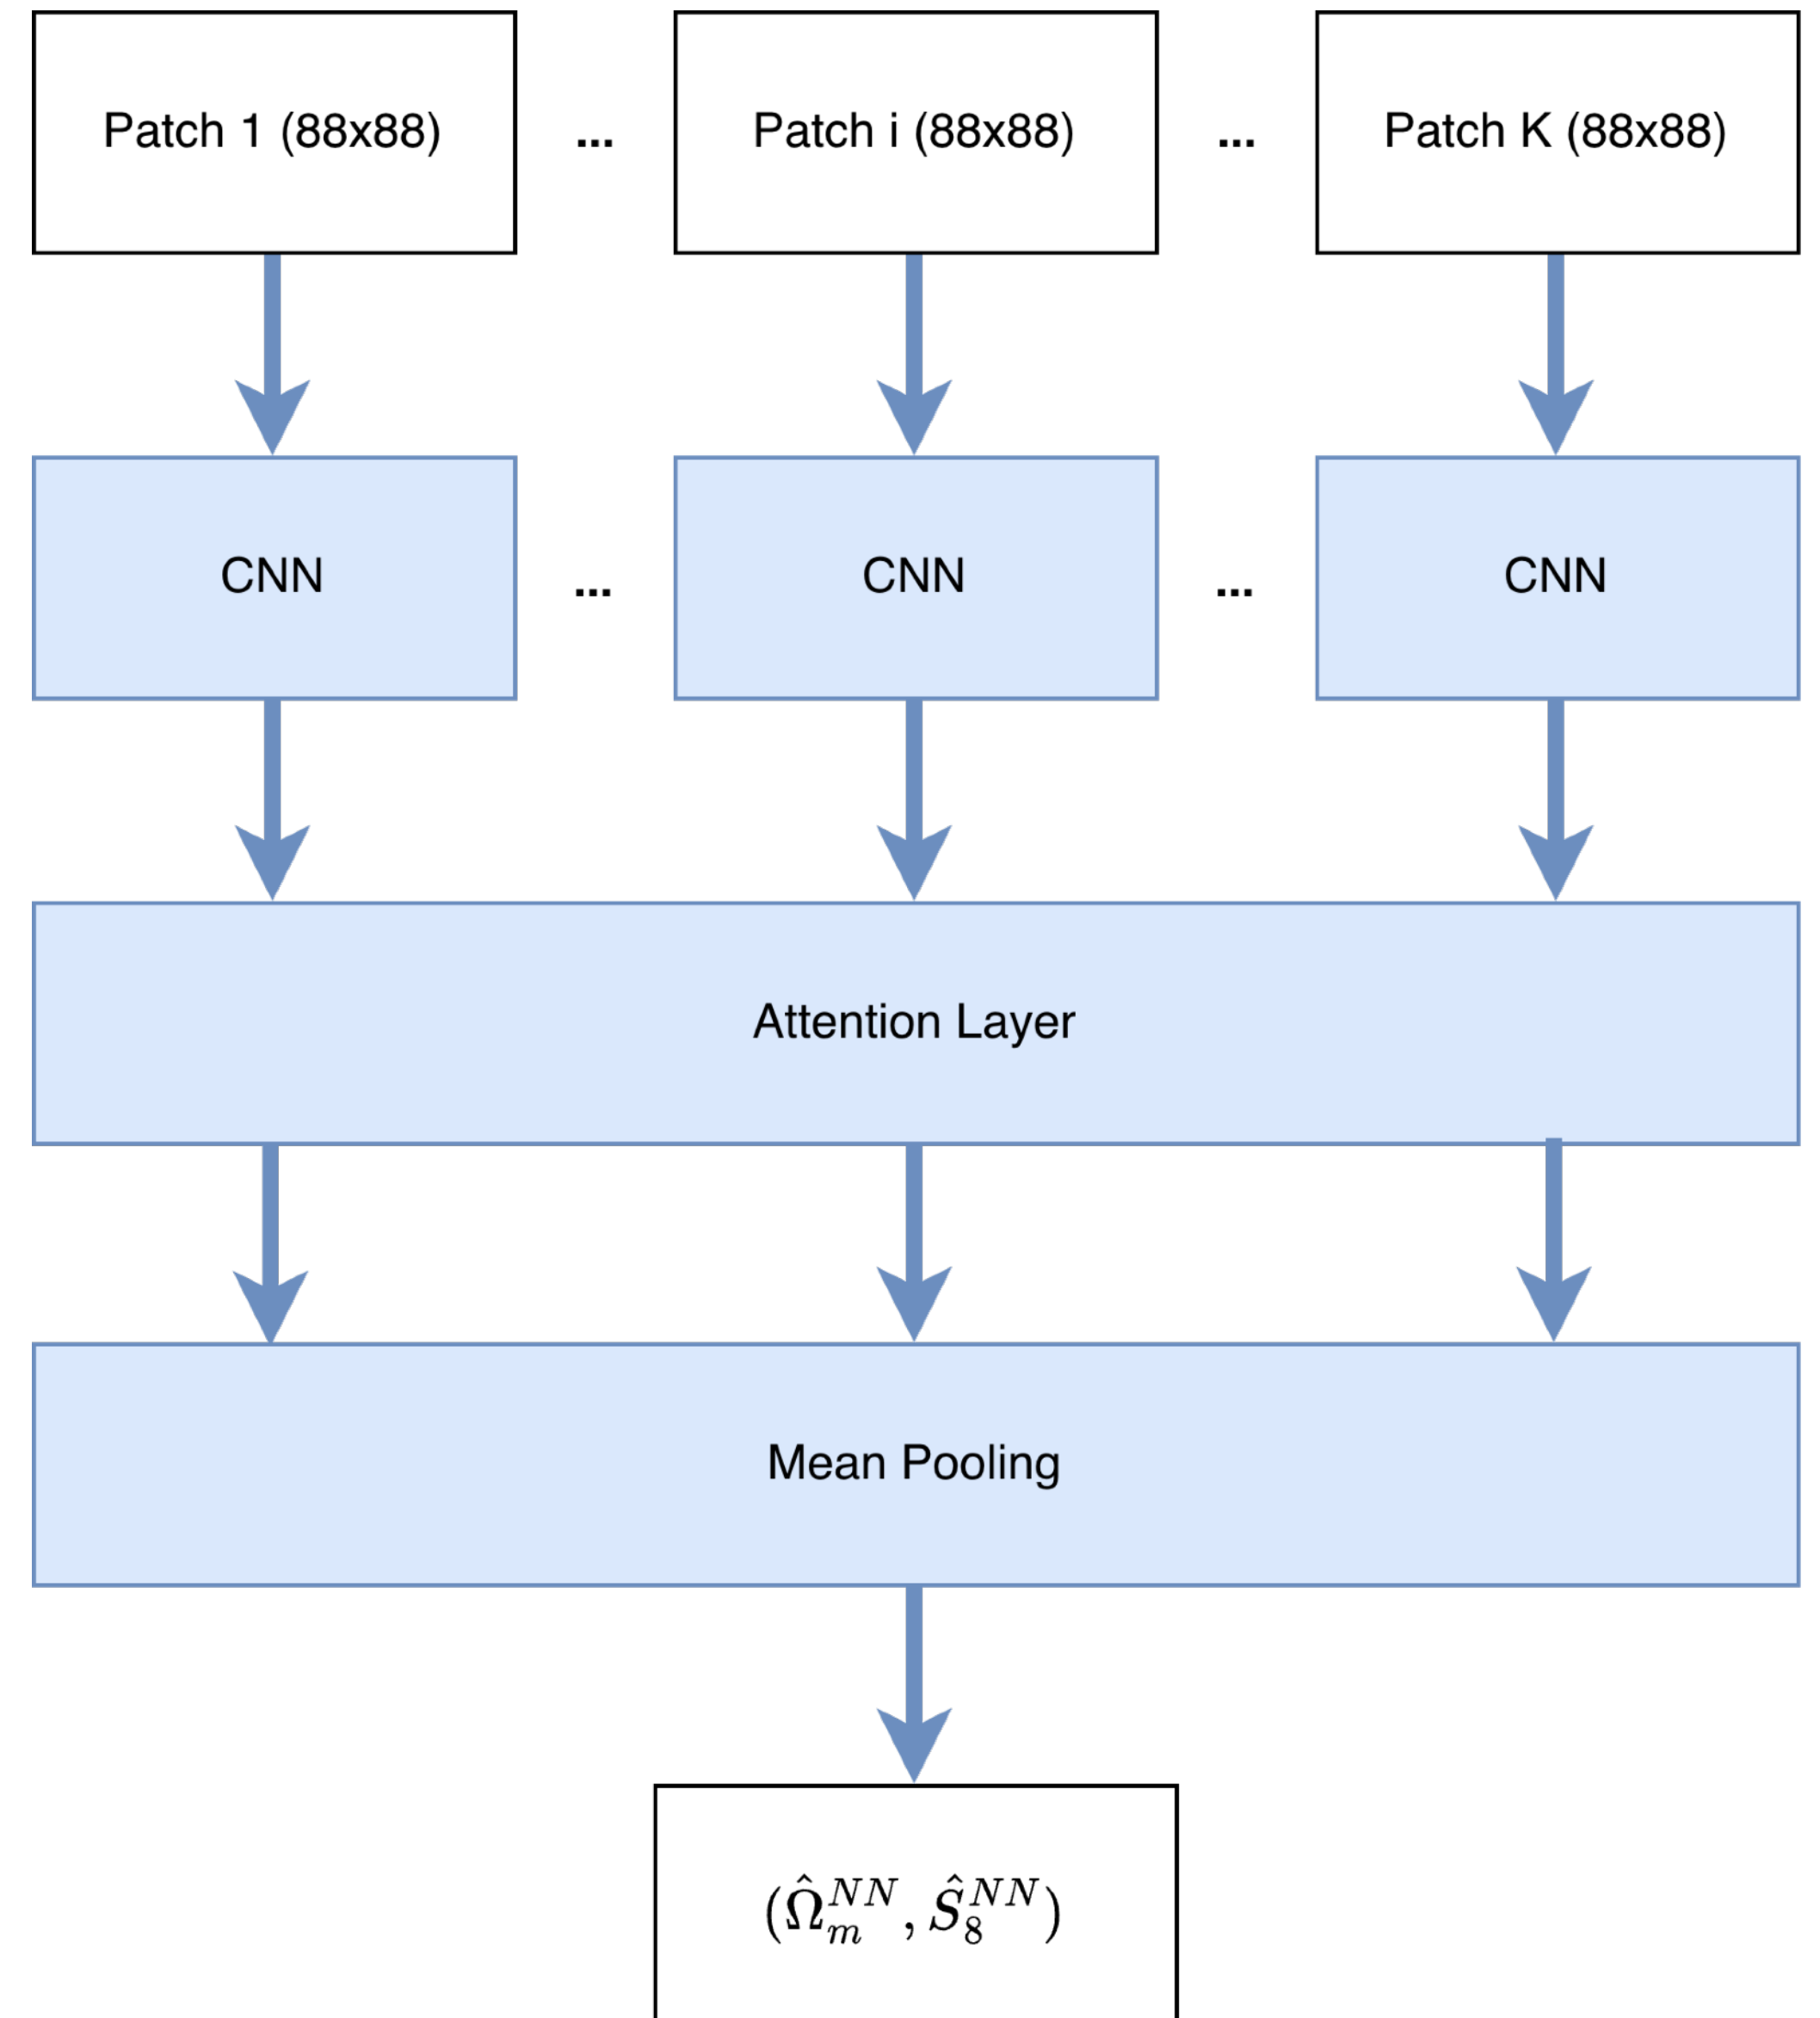 Patch 1 (88x88) ... Patch i (88x88) ... Patch K (88x88)
CNN ... CNN ... CNN
Attention Layer
Mean Pooling
(Ω̂_m^{NN}, Ŝ_8^{NN})